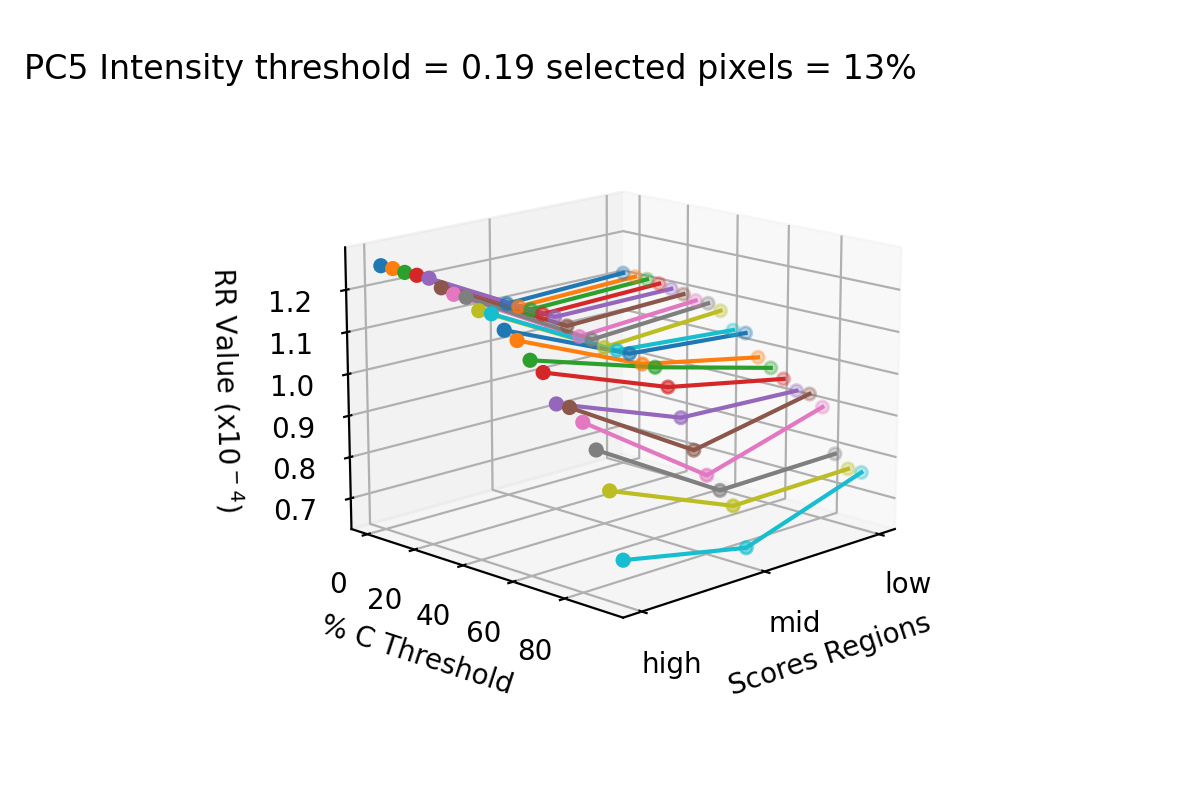 PC5 Intensity threshold = 0.19 selected pixels = 13%
RR Value (x10⁻⁴)
1.2
1.1
1.0
0.9
0.8
0.7
0
20
40
60
80
% C Threshold
high
mid
low
Scores Regions